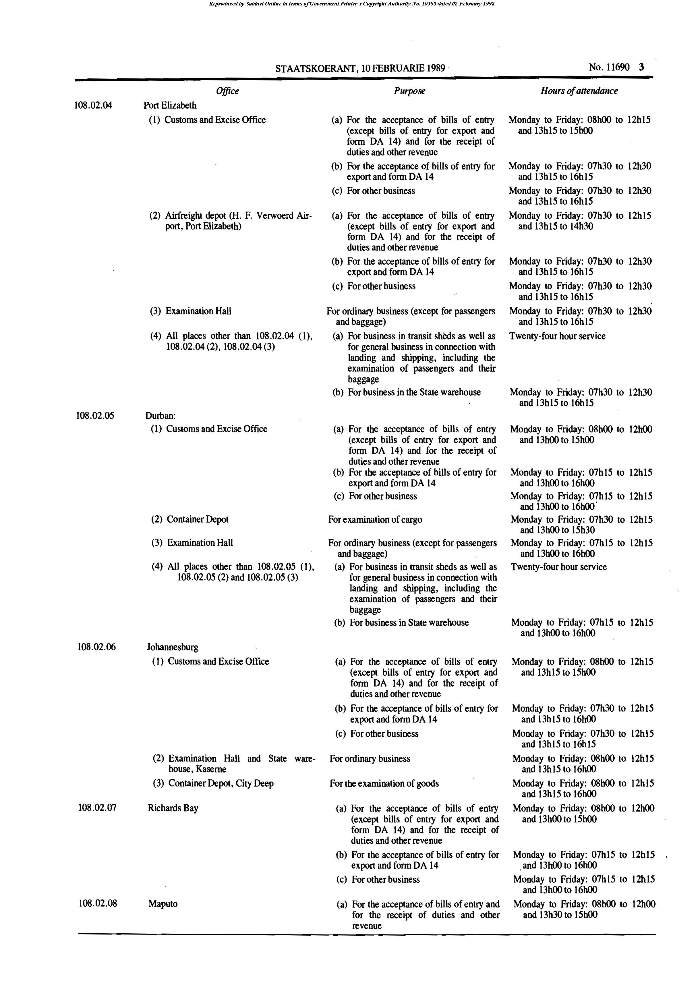 Reproduced by Sabinet Online in terms of Government Printer's Copyright Authority No. 10505 dated 02 February 1998
STAATSKOERANT, 10 FEBRUARIE 1989 No. 11690 3
Office Purpose Hours of attendance
108.02.04 Port Elizabeth
(1) Customs and Excise Office (a) For the acceptance of bills of entry Monday to Friday: 08h00 to 12h15
(except bills of entry for export and and 13h15 to 15h00
form DA 14) and for the receipt of
duties and other revenue
(b) For the acceptance of bills of entry for Monday to Friday: 07h30 to 12h30
export and form DA 14 and 13h15 to 16h15
(c) For other business Monday to Friday: 07h30 to 12h30
and 13h15 to 16h15
(2) Airfreight depot (H. F. Verwoerd Air- (a) For the acceptance of bills of entry Monday to Friday: 07h30 to 12h15
port, Port Elizabeth) (except bills of entry for export and and 13h15 to 14h30
form DA 14) and for the receipt of
duties and other revenue
(b) For the acceptance of bills of entry for Monday to Friday: 07h30 to 12h30
export and form DA 14 and 13h15 to 16h15
(c) For other business Monday to Friday: 07h30 to 12h30
and 13h15 to 16h15
(3) Examination Hall For ordinary business (except for passengers Monday to Friday: 07h30 to 12h30
and baggage) and 13h15 to 16h15
(4) All places other than 108.02.04 (1), (a) For business in transit sheds as well as Twenty-four hour service
108.02.04 (2), 108.02.04 (3) for general business in connection with
landing and shipping, including the
examination of passengers and their
baggage
(b) For business in the State warehouse Monday to Friday: 07h30 to 12h30
and 13h15 to 16h15
108.02.05 Durban:
(1) Customs and Excise Office (a) For the acceptance of bills of entry Monday to Friday: 08h00 to 12h00
(except bills of entry for export and and 13h00 to 15h00
form DA 14) and for the receipt of
duties and other revenue
(b) For the acceptance of bills of entry for Monday to Friday: 07h15 to 12h15
export and form DA 14 and 13h00 to 16h00
(c) For other business Monday to Friday: 07h15 to 12h15
and 13h00 to 16h00
(2) Container Depot For examination of cargo Monday to Friday: 07h30 to 12h15
and 13h00 to 15h30
(3) Examination Hall For ordinary business (except for passengers Monday to Friday: 07h15 to 12h15
and baggage) and 13h00 to 16h00
(4) All places other than 108.02.05 (1), (a) For business in transit sheds as well as Twenty-four hour service
108.02.05 (2) and 108.02.05 (3) for general business in connection with
landing and shipping, including the
examination of passengers and their
baggage
(b) For business in State warehouse Monday to Friday: 07h15 to 12h15
and 13h00 to 16h00
108.02.06 Johannesburg
(1) Customs and Excise Office (a) For the acceptance of bills of entry Monday to Friday: 08h00 to 12h15
(except bills of entry for export and and 13h15 to 15h00
form DA 14) and for the receipt of
duties and other revenue
(b) For the acceptance of bills of entry for Monday to Friday: 07h30 to 12h15
export and form DA 14 and 13h15 to 16h00
(c) For other business Monday to Friday: 07h30 to 12h15
and 13h15 to 16h15
(2) Examination Hall and State ware- For ordinary business Monday to Friday: 08h00 to 12h15
house, Kaserne and 13h15 to 16h00
(3) Container Depot, City Deep For the examination of goods Monday to Friday: 08h00 to 12h15
and 13h15 to 16h00
108.02.07 Richards Bay (a) For the acceptance of bills of entry Monday to Friday: 08h00 to 12h00
(except bills of entry for export and and 13h00 to 15h00
form DA 14) and for the receipt of
duties and other revenue
(b) For the acceptance of bills of entry for Monday to Friday: 07h15 to 12h15
export and form DA 14 and 13h00 to 16h00
(c) For other business Monday to Friday: 07h15 to 12h15
and 13h00 to 16h00
108.02.08 Maputo (a) For the acceptance of bills of entry and Monday to Friday: 08h00 to 12h00
for the receipt of duties and other and 13h30 to 15h00
revenue